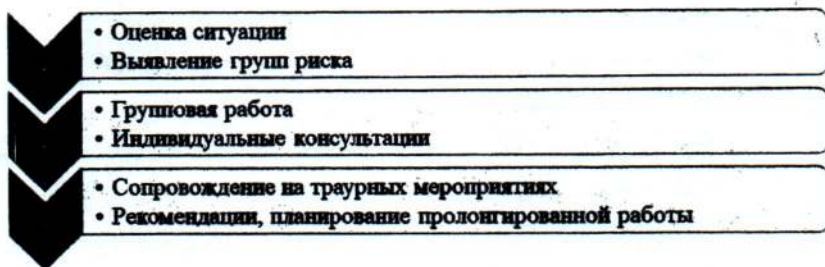 • Оценка ситуации
• Выявление групп риска
• Групповая работа
• Индивидуальные консультации
• Сопровождение на траурных мероприятиях
• Рекомендации, планирование пролонгированной работы